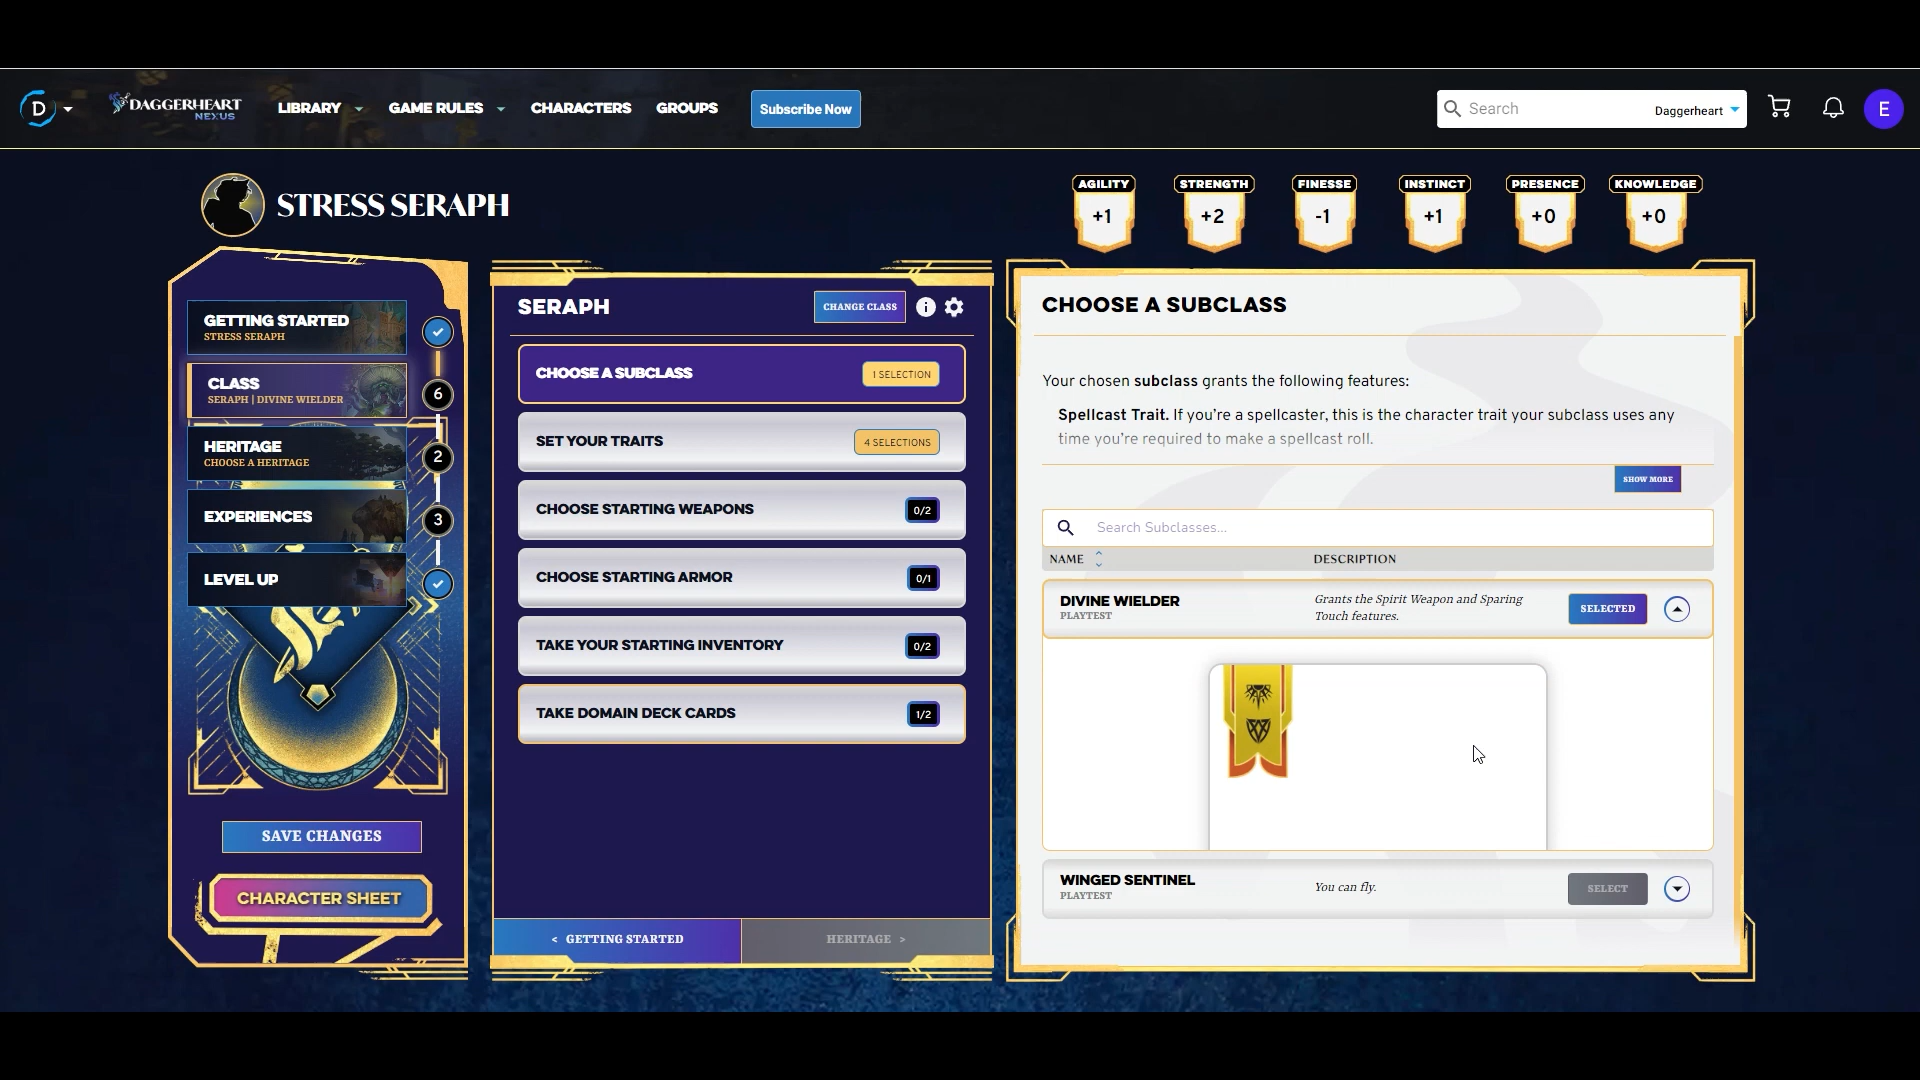 D
DAGGERHEART
NEXUS
LIBRARY
GAME RULES
CHARACTERS
GROUPS
Subscribe Now
Search
Daggerheart
E
STRESS SERAPH
AGILITY
+1
STRENGTH
+2
FINESSE
-1
INSTINCT
+1
PRESENCE
+0
KNOWLEDGE
+0
GETTING STARTED
STRESS SERAPH
CLASS
SERAPH | DIVINE WIELDER
6
HERITAGE
CHOOSE A HERITAGE
2
EXPERIENCES
3
LEVEL UP
SAVE CHANGES
CHARACTER SHEET
SERAPH
CHANGE CLASS
CHOOSE A SUBCLASS
1 SELECTION
SET YOUR TRAITS
4 SELECTIONS
CHOOSE STARTING WEAPONS
0/2
CHOOSE STARTING ARMOR
0/1
TAKE YOUR STARTING INVENTORY
0/2
TAKE DOMAIN DECK CARDS
1/2
< GETTING STARTED
HERITAGE >
CHOOSE A SUBCLASS
Your chosen subclass grants the following features:
Spellcast Trait. If you're a spellcaster, this is the character trait your subclass uses any
time you're required to make a spellcast roll.
SHOW MORE
Search Subclasses...
NAME
DESCRIPTION
DIVINE WIELDER
PLAYTEST
Grants the Spirit Weapon and Sparing
Touch features.
SELECTED
WINGED SENTINEL
PLAYTEST
You can fly.
SELECT